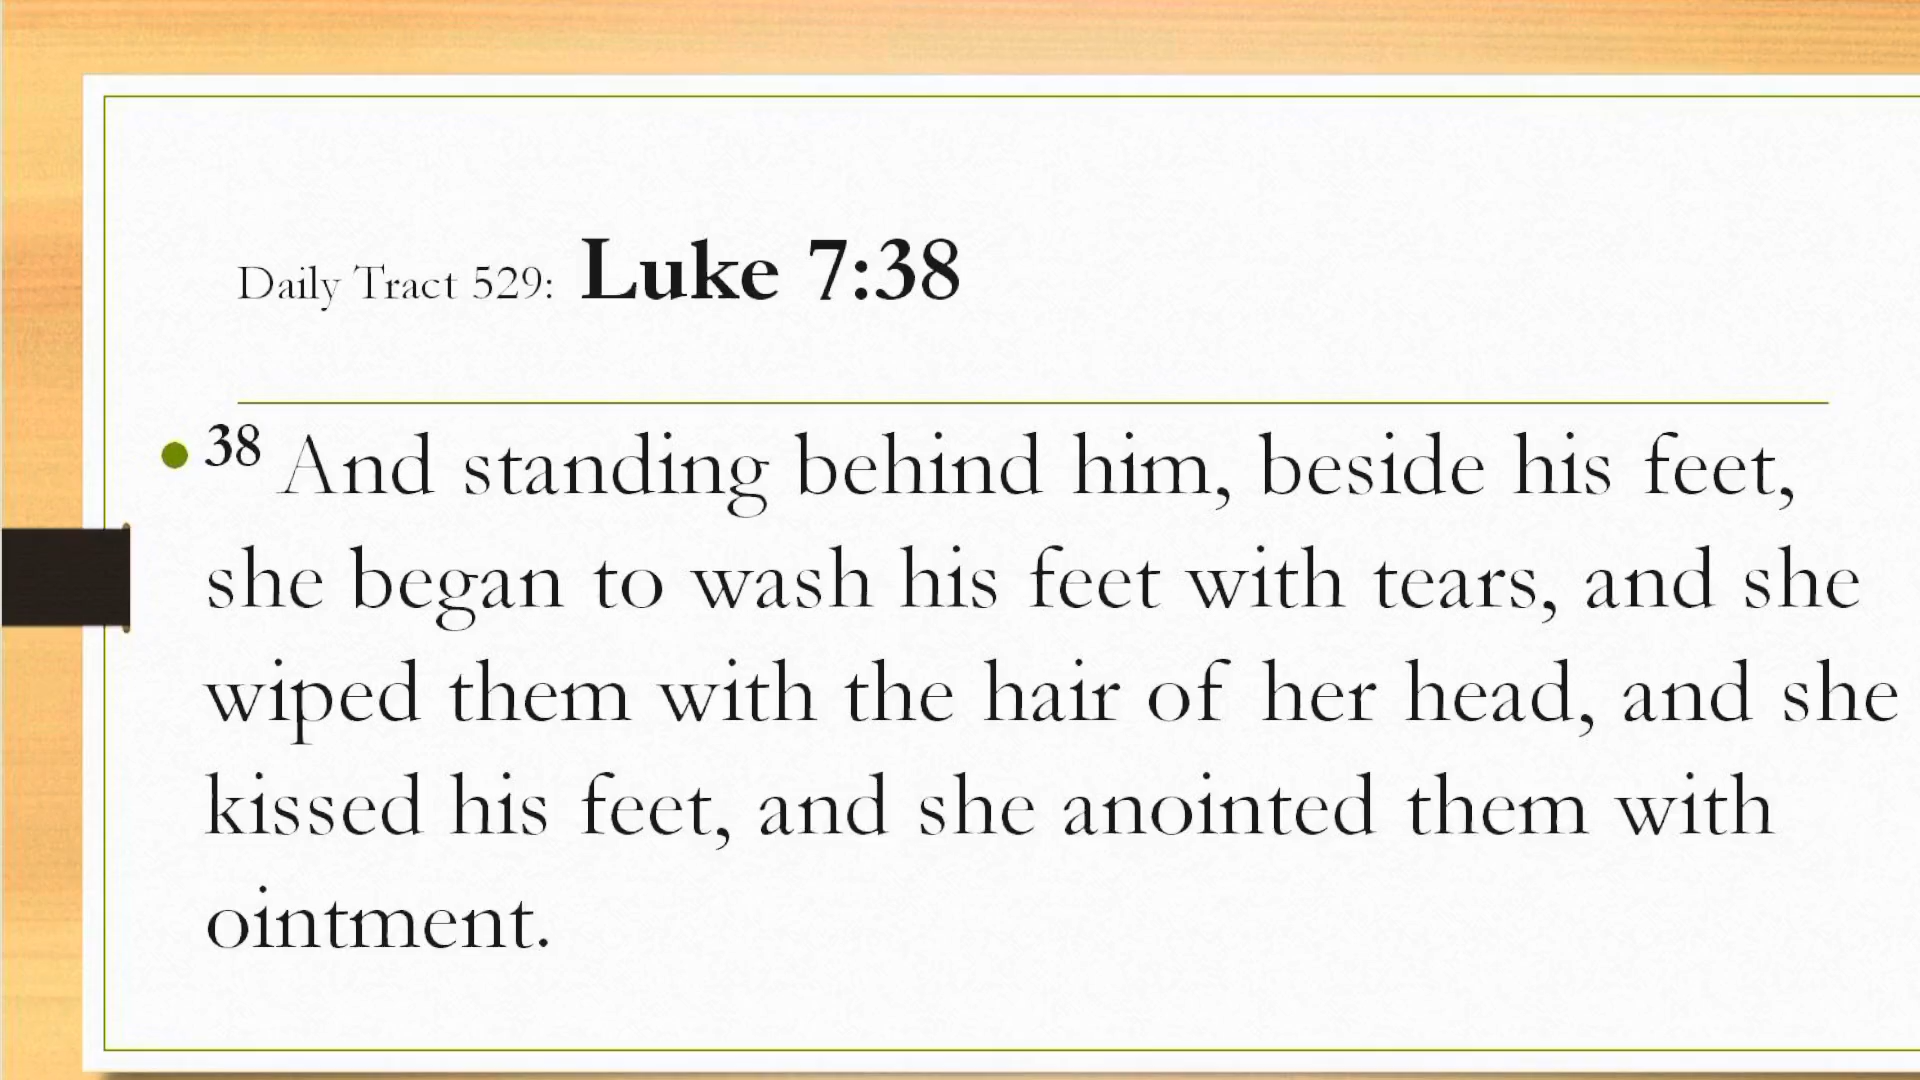 Daily Tract 529: Luke 7:38
• 38 And standing behind him, beside his feet,
she began to wash his feet with tears, and she
wiped them with the hair of her head, and she
kissed his feet, and she anointed them with
ointment.